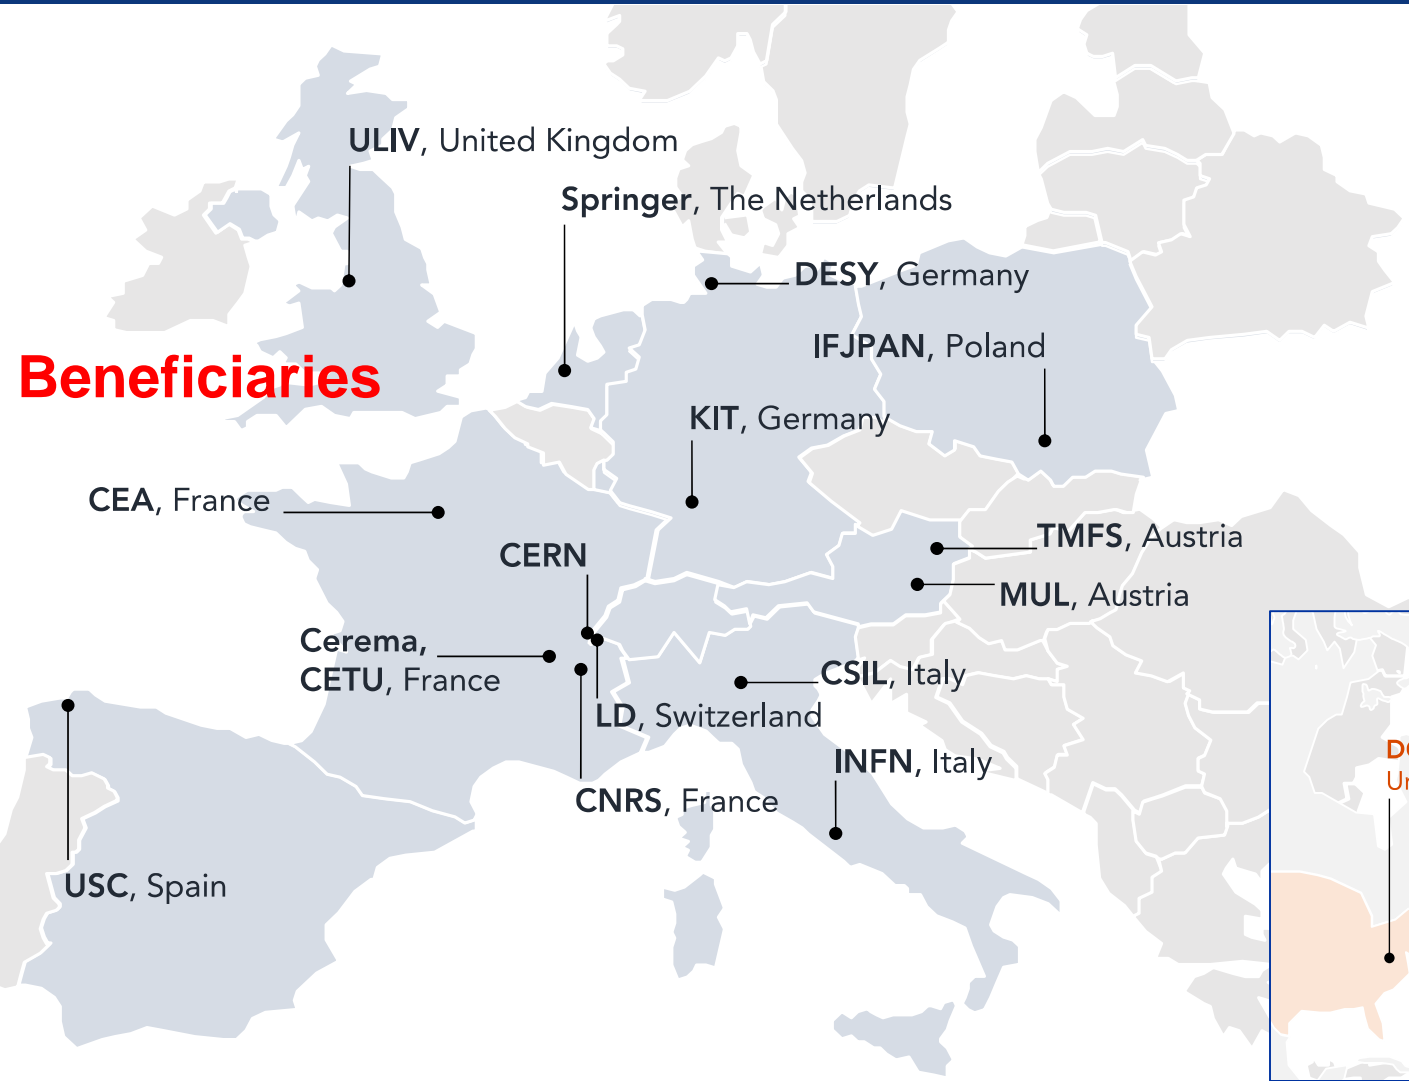 ULIV, United Kingdom
Springer, The Netherlands
DESY, Germany
IFJPAN, Poland
Beneficiaries
KIT, Germany
CEA, France
TMFS, Austria
CERN
MUL, Austria
Cerema,
CETU, France
CSIL, Italy
LD, Switzerland
INFN, Italy
CNRS, France
USC, Spain